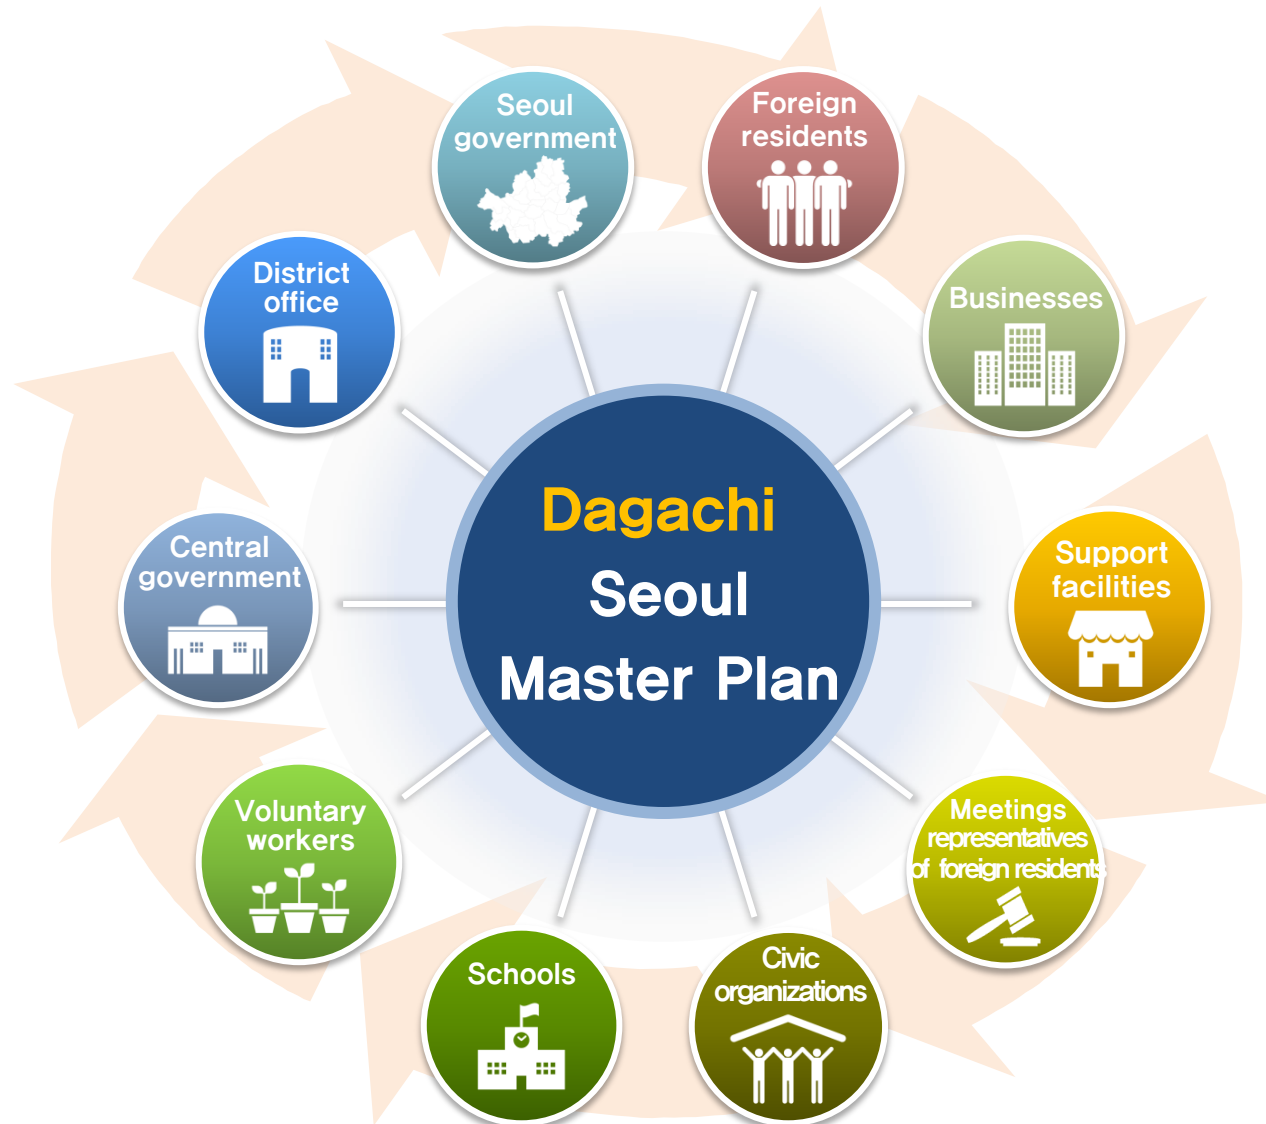 Seoul
government
Foreign
residents
Businesses
Support
facilities
Meetings
representatives
of foreign residents
Civic
organizations
Schools
Voluntary
workers
Central
government
District
office
Dagachi
Seoul
Master Plan